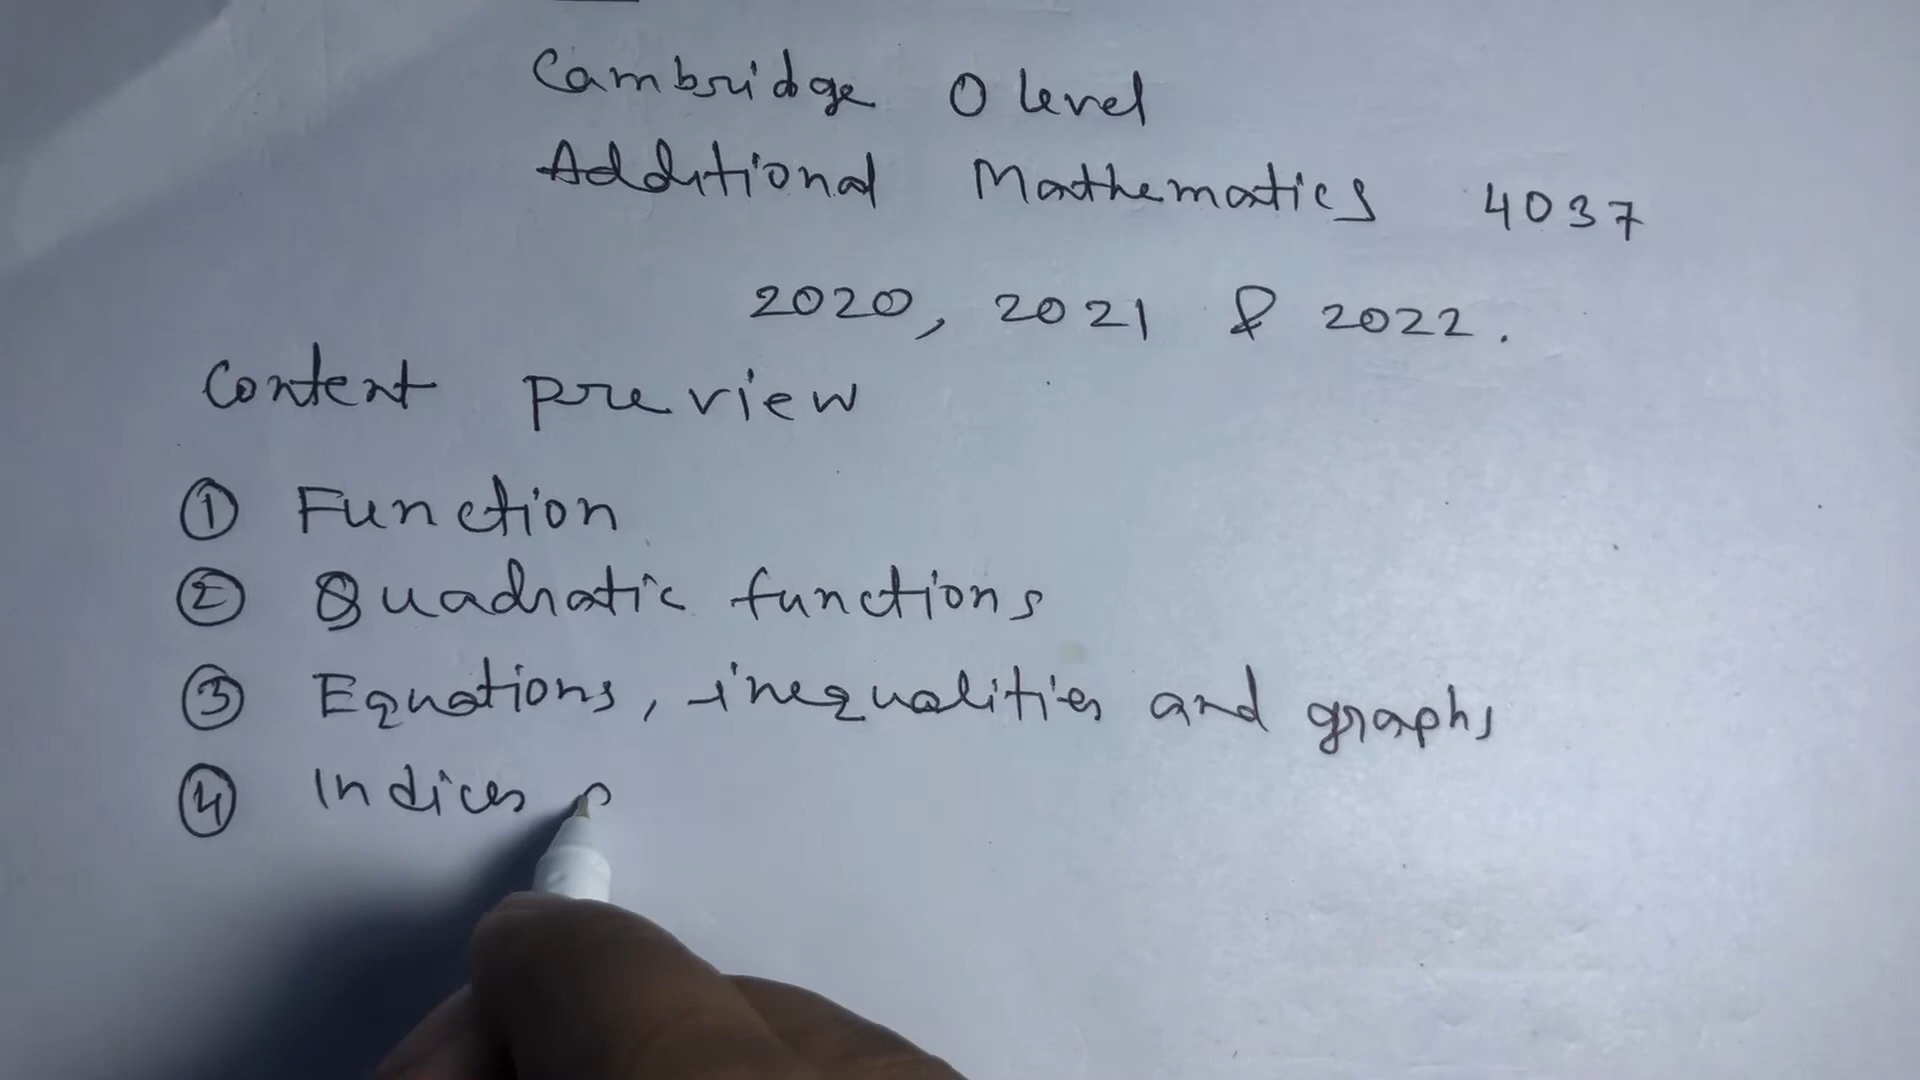 Cambridge O level
Additional Mathematics 4037
2020, 2021 & 2022.
Content preview
① Function
② Quadratic functions
③ Equations, inequalities and graphs
④ Indices